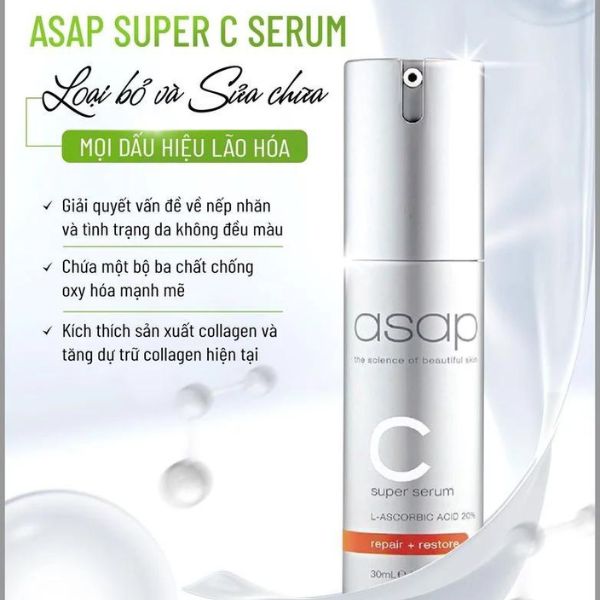 ASAP SUPER C SERUM
Loại bỏ và Sửa chữa
MỌI DẤU HIỆU LÃO HÓA
Giải quyết vấn đề về nếp nhăn
và tình trạng da không đều màu
Chứa một bộ ba chất chống
oxy hóa mạnh mẽ
Kích thích sản xuất collagen và
tăng dự trữ collagen hiện tại
asap
the science of beautiful skin
C
super serum
L-ASCORBIC ACID 20%
repair + restore
30mL